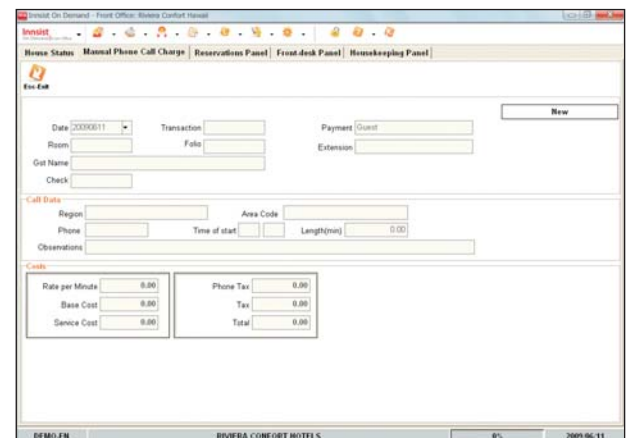 Innsist On Demand - Front Office: Riviera Confort Hawaii
Innsist
House Status Manual Phone Call Charge Reservations Panel Front-desk Panel Housekeeping Panel
Esc-Exit
New
Date 20090611 Transaction Payment Guest
Room Folio Extension
Gst Name
Check
Call Data
Region Area Code
Phone Time of start Length(min) 0.00
Observations
Costs
Rate per Minute 0.00 Phone Tax 0.00
Base Cost 0.00 Tax 0.00
Service Cost 0.00 Total 0.00
DEMO-EN RIVIERA CONFORT HOTELS 0% 2009/06/11